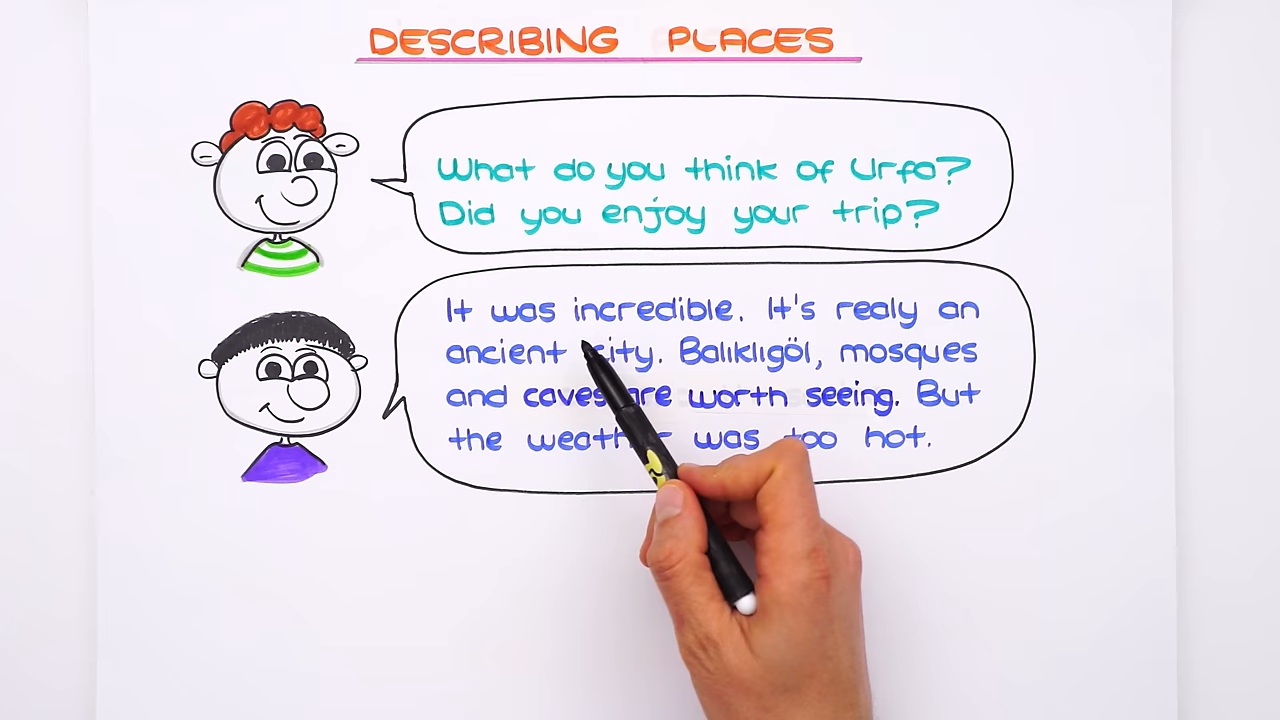 DESCRIBING PLACES
What do you think of Urfa?
Did you enjoy your trip?
It was incredible. It's realy an
ancient city. Balıklıgöl, mosques
and caves are worth seeing. But
the weather was too hot.